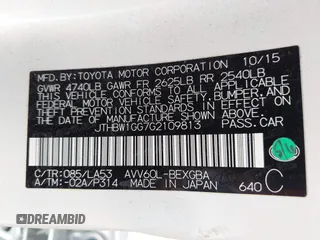 MFD.BY:TOYOTA MOTOR CORPORATION 10/15
GVWR 4740LB GAWR FR 2625LB RR 2540LB
THIS VEHICLE CONFORMS TO ALL APPLICABLE
FEDERAL MOTOR VEHICLE SAFETY, BUMPER, AND
THEFT PREVENTION STANDARDS IN EFFECT ON
THE DATE OF MANUFACTURE SHOWN ABOVE.
JTHBW1GG7G2109813 PASS.CAR
C/TR:085/LA53 AVV60L-BEXGBA
A/TM:-02A/P314 MADE IN JAPAN 640 C
DREAMBID